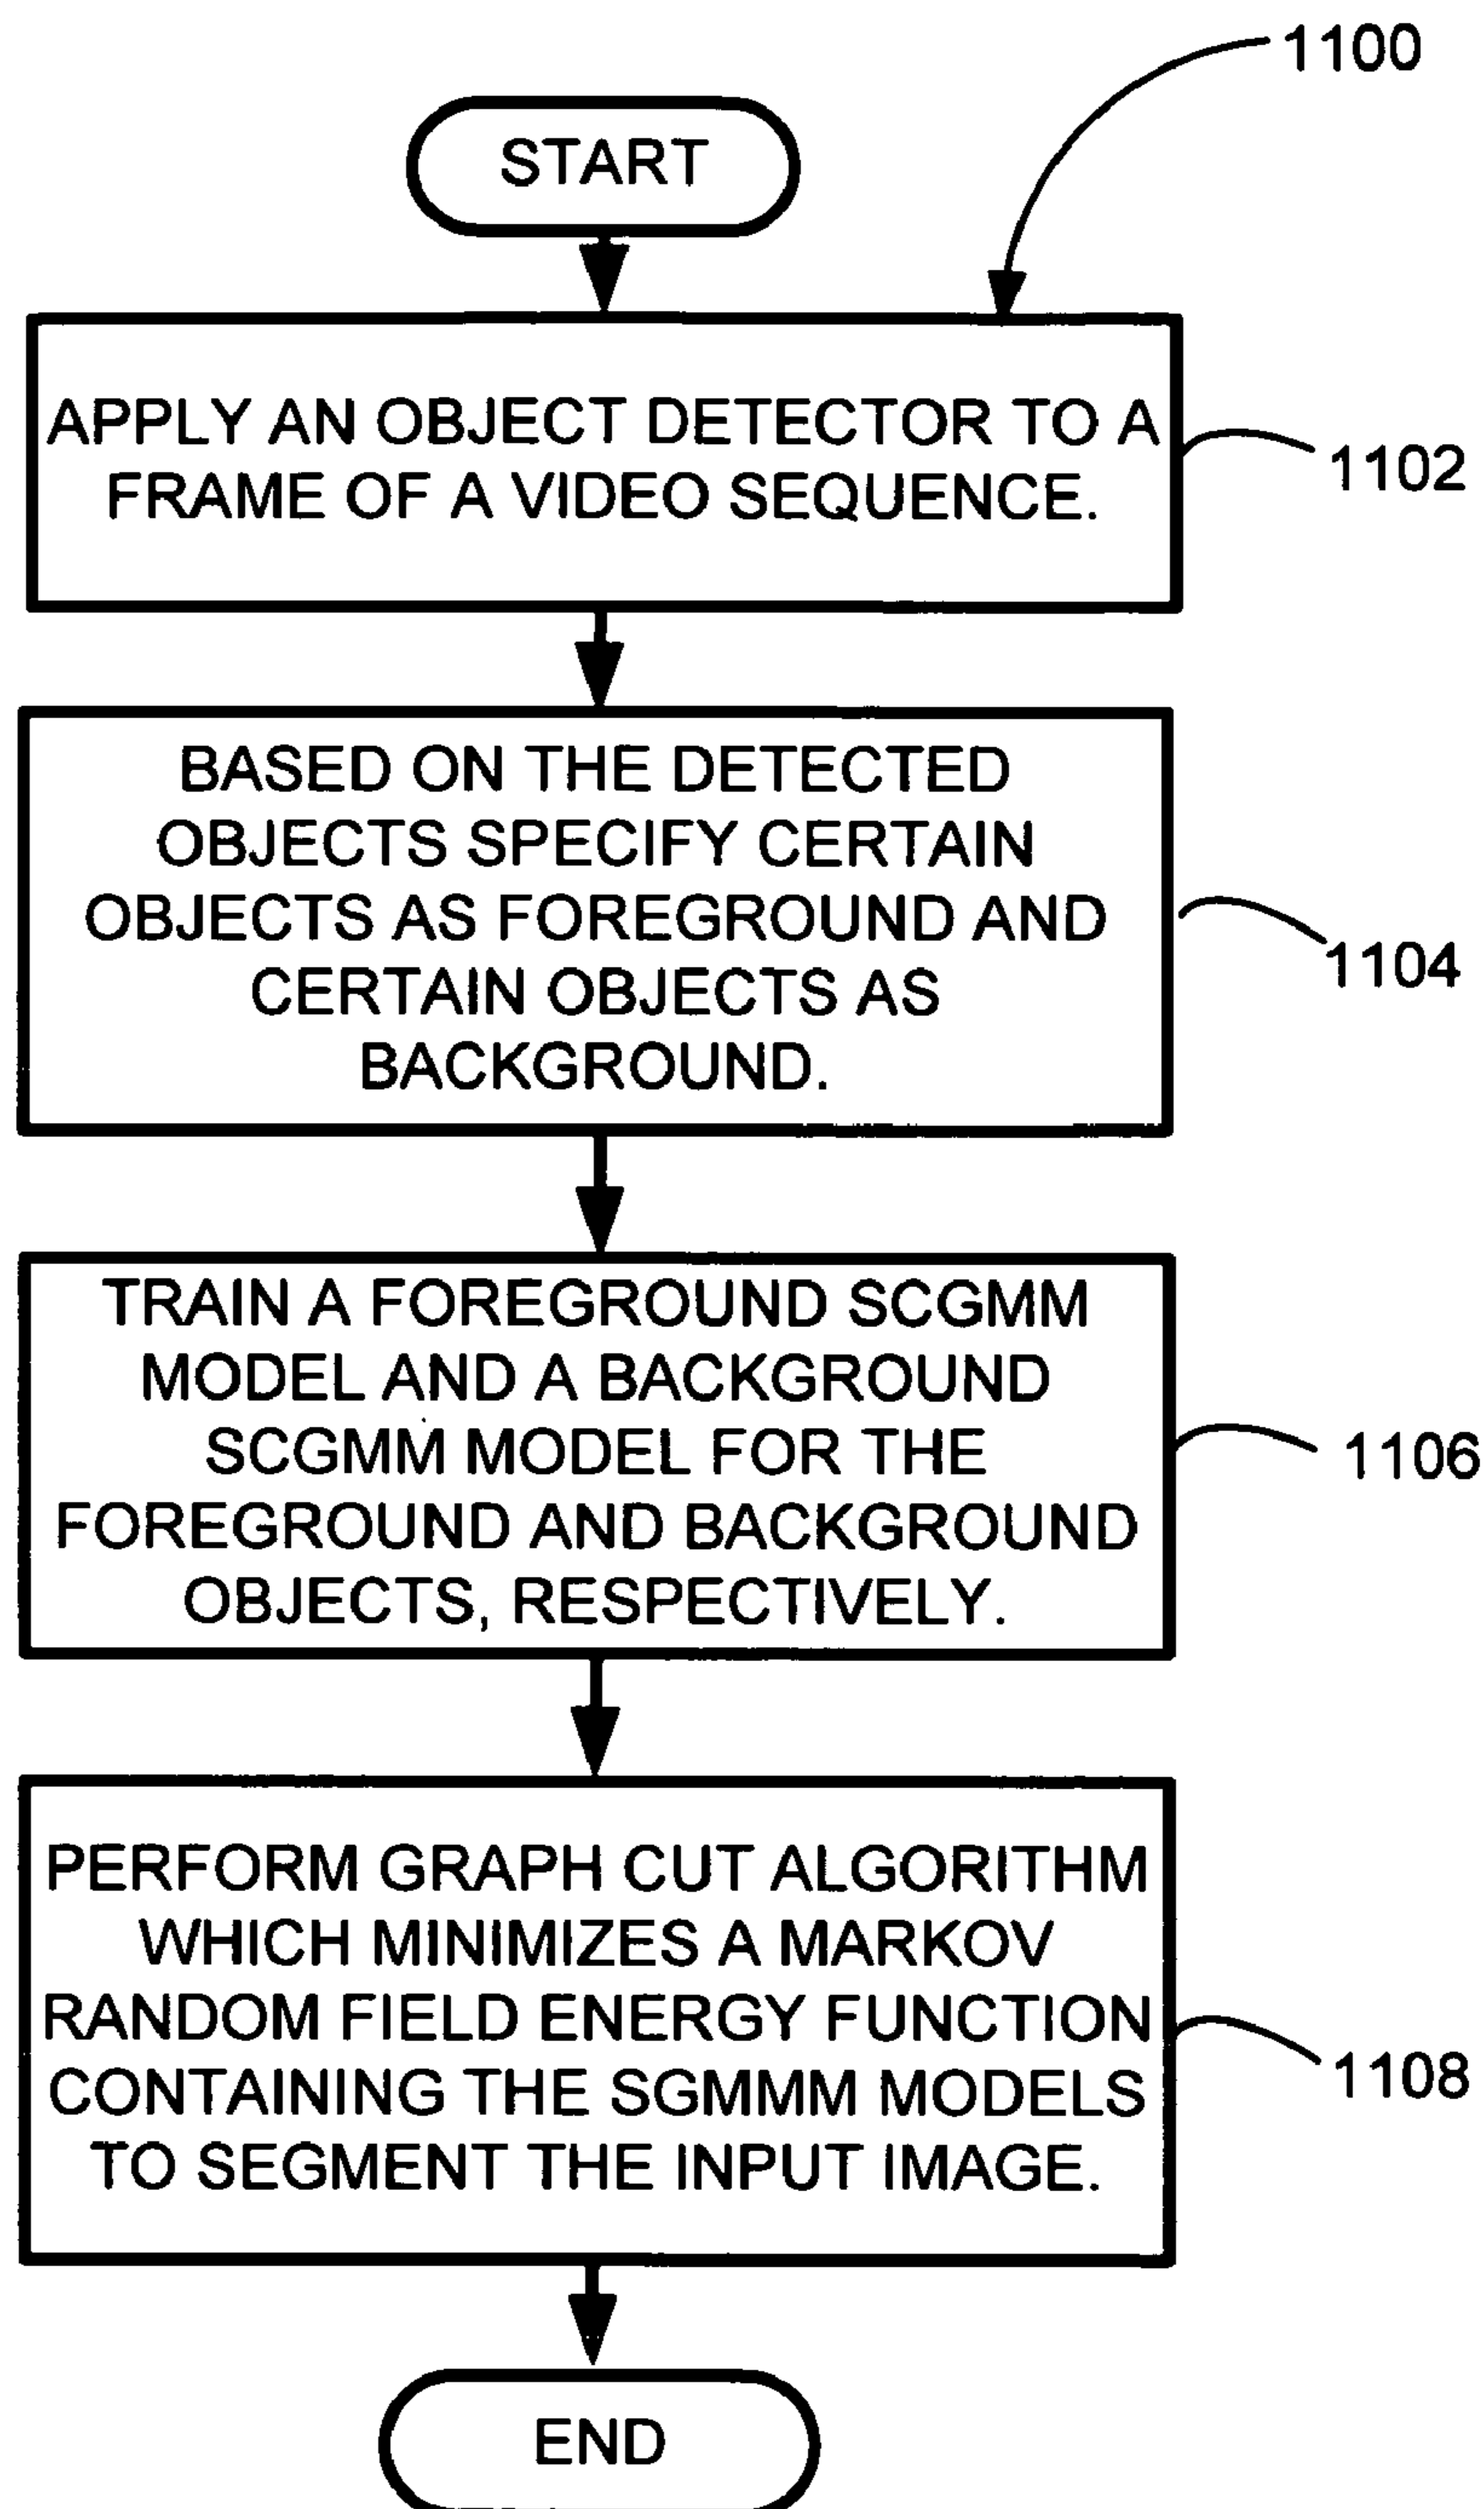 1100
START
APPLY AN OBJECT DETECTOR TO A
FRAME OF A VIDEO SEQUENCE.
1102
BASED ON THE DETECTED
OBJECTS SPECIFY CERTAIN
OBJECTS AS FOREGROUND AND
CERTAIN OBJECTS AS
BACKGROUND.
1104
TRAIN A FOREGROUND SCGMM
MODEL AND A BACKGROUND
SCGMM MODEL FOR THE
FOREGROUND AND BACKGROUND
OBJECTS, RESPECTIVELY.
1106
PERFORM GRAPH CUT ALGORITHM
WHICH MINIMIZES A MARKOV
RANDOM FIELD ENERGY FUNCTION
CONTAINING THE SGMMM MODELS
TO SEGMENT THE INPUT IMAGE.
1108
END